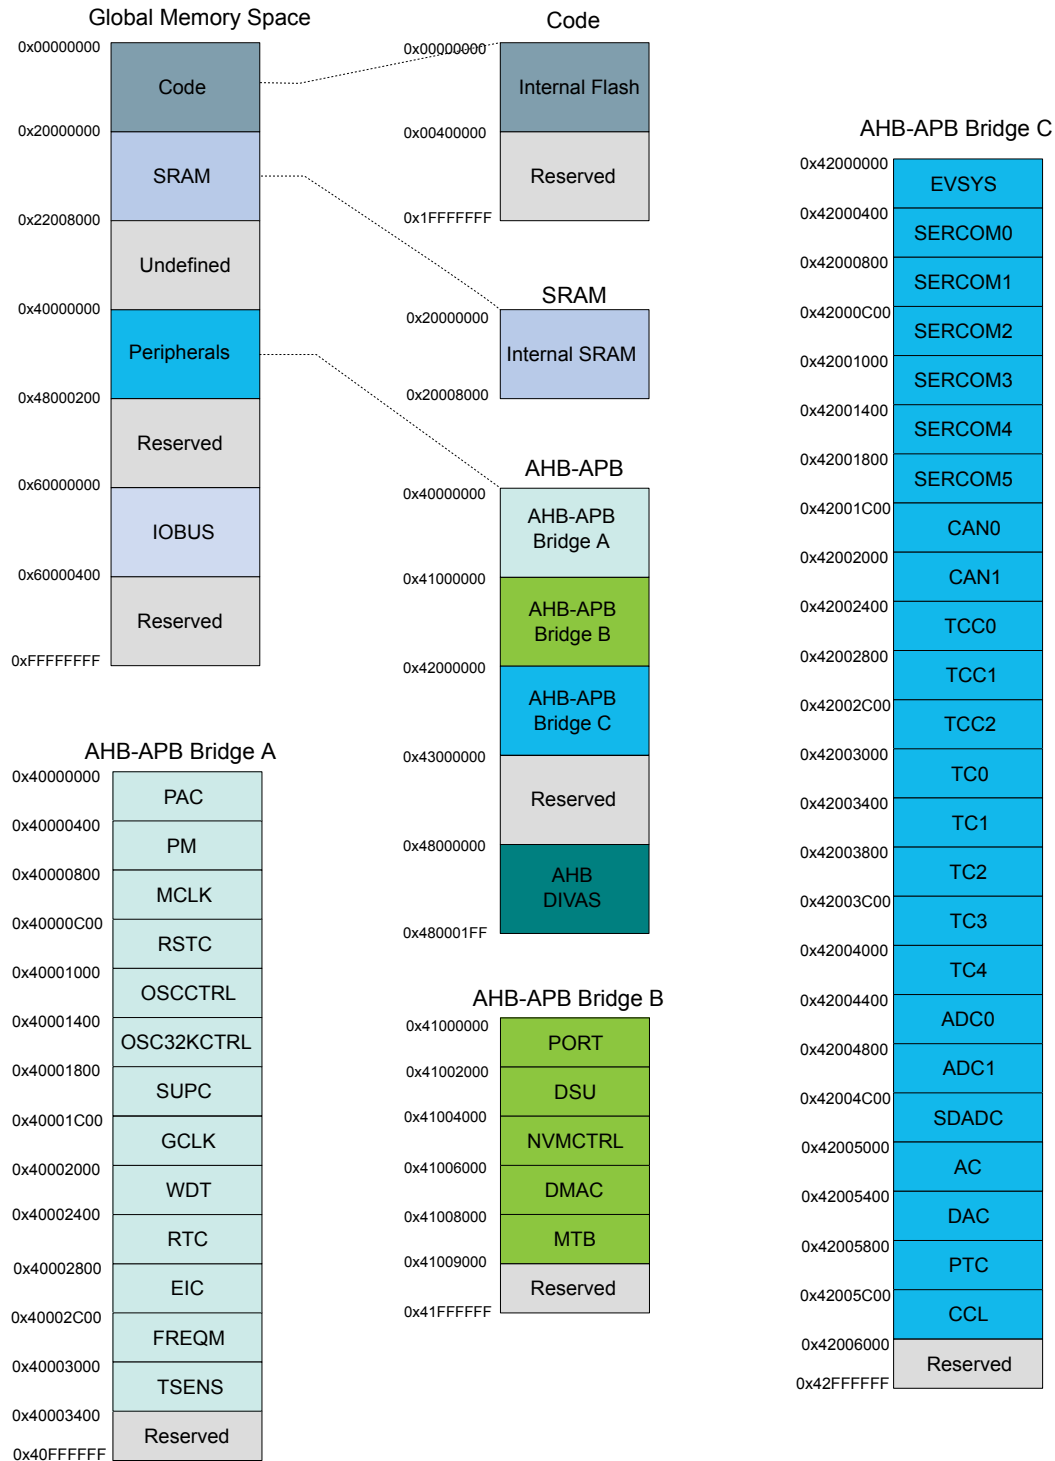 Global Memory Space
0x00000000
Code
0x20000000
SRAM
0x22008000
Undefined
0x40000000
Peripherals
0x48000200
Reserved
0x60000000
IOBUS
0x60000400
Reserved
0xFFFFFFFF
Code
0x00000000
Internal Flash
0x00400000
Reserved
0x1FFFFFFF
SRAM
0x20000000
Internal SRAM
0x20008000
AHB-APB
0x40000000
AHB-APB
Bridge A
0x41000000
AHB-APB
Bridge B
0x42000000
AHB-APB
Bridge C
0x43000000
Reserved
0x48000000
AHB
DIVAS
0x480001FF
AHB-APB Bridge A
0x40000000
PAC
0x40000400
PM
0x40000800
MCLK
0x40000C00
RSTC
0x40001000
OSCCTRL
0x40001400
OSC32KCTRL
0x40001800
SUPC
0x40001C00
GCLK
0x40002000
WDT
0x40002400
RTC
0x40002800
EIC
0x40002C00
FREQM
0x40003000
TSENS
0x40003400
Reserved
0x40FFFFFF
AHB-APB Bridge B
0x41000000
PORT
0x41002000
DSU
0x41004000
NVMCTRL
0x41006000
DMAC
0x41008000
MTB
0x41009000
Reserved
0x41FFFFFF
AHB-APB Bridge C
0x42000000
EVSYS
0x42000400
SERCOM0
0x42000800
SERCOM1
0x42000C00
SERCOM2
0x42001000
SERCOM3
0x42001400
SERCOM4
0x42001800
SERCOM5
0x42001C00
CAN0
0x42002000
CAN1
0x42002400
TCC0
0x42002800
TCC1
0x42002C00
TCC2
0x42003000
TC0
0x42003400
TC1
0x42003800
TC2
0x42003C00
TC3
0x42004000
TC4
0x42004400
ADC0
0x42004800
ADC1
0x42004C00
SDADC
0x42005000
AC
0x42005400
DAC
0x42005800
PTC
0x42005C00
CCL
0x42006000
Reserved
0x42FFFFFF